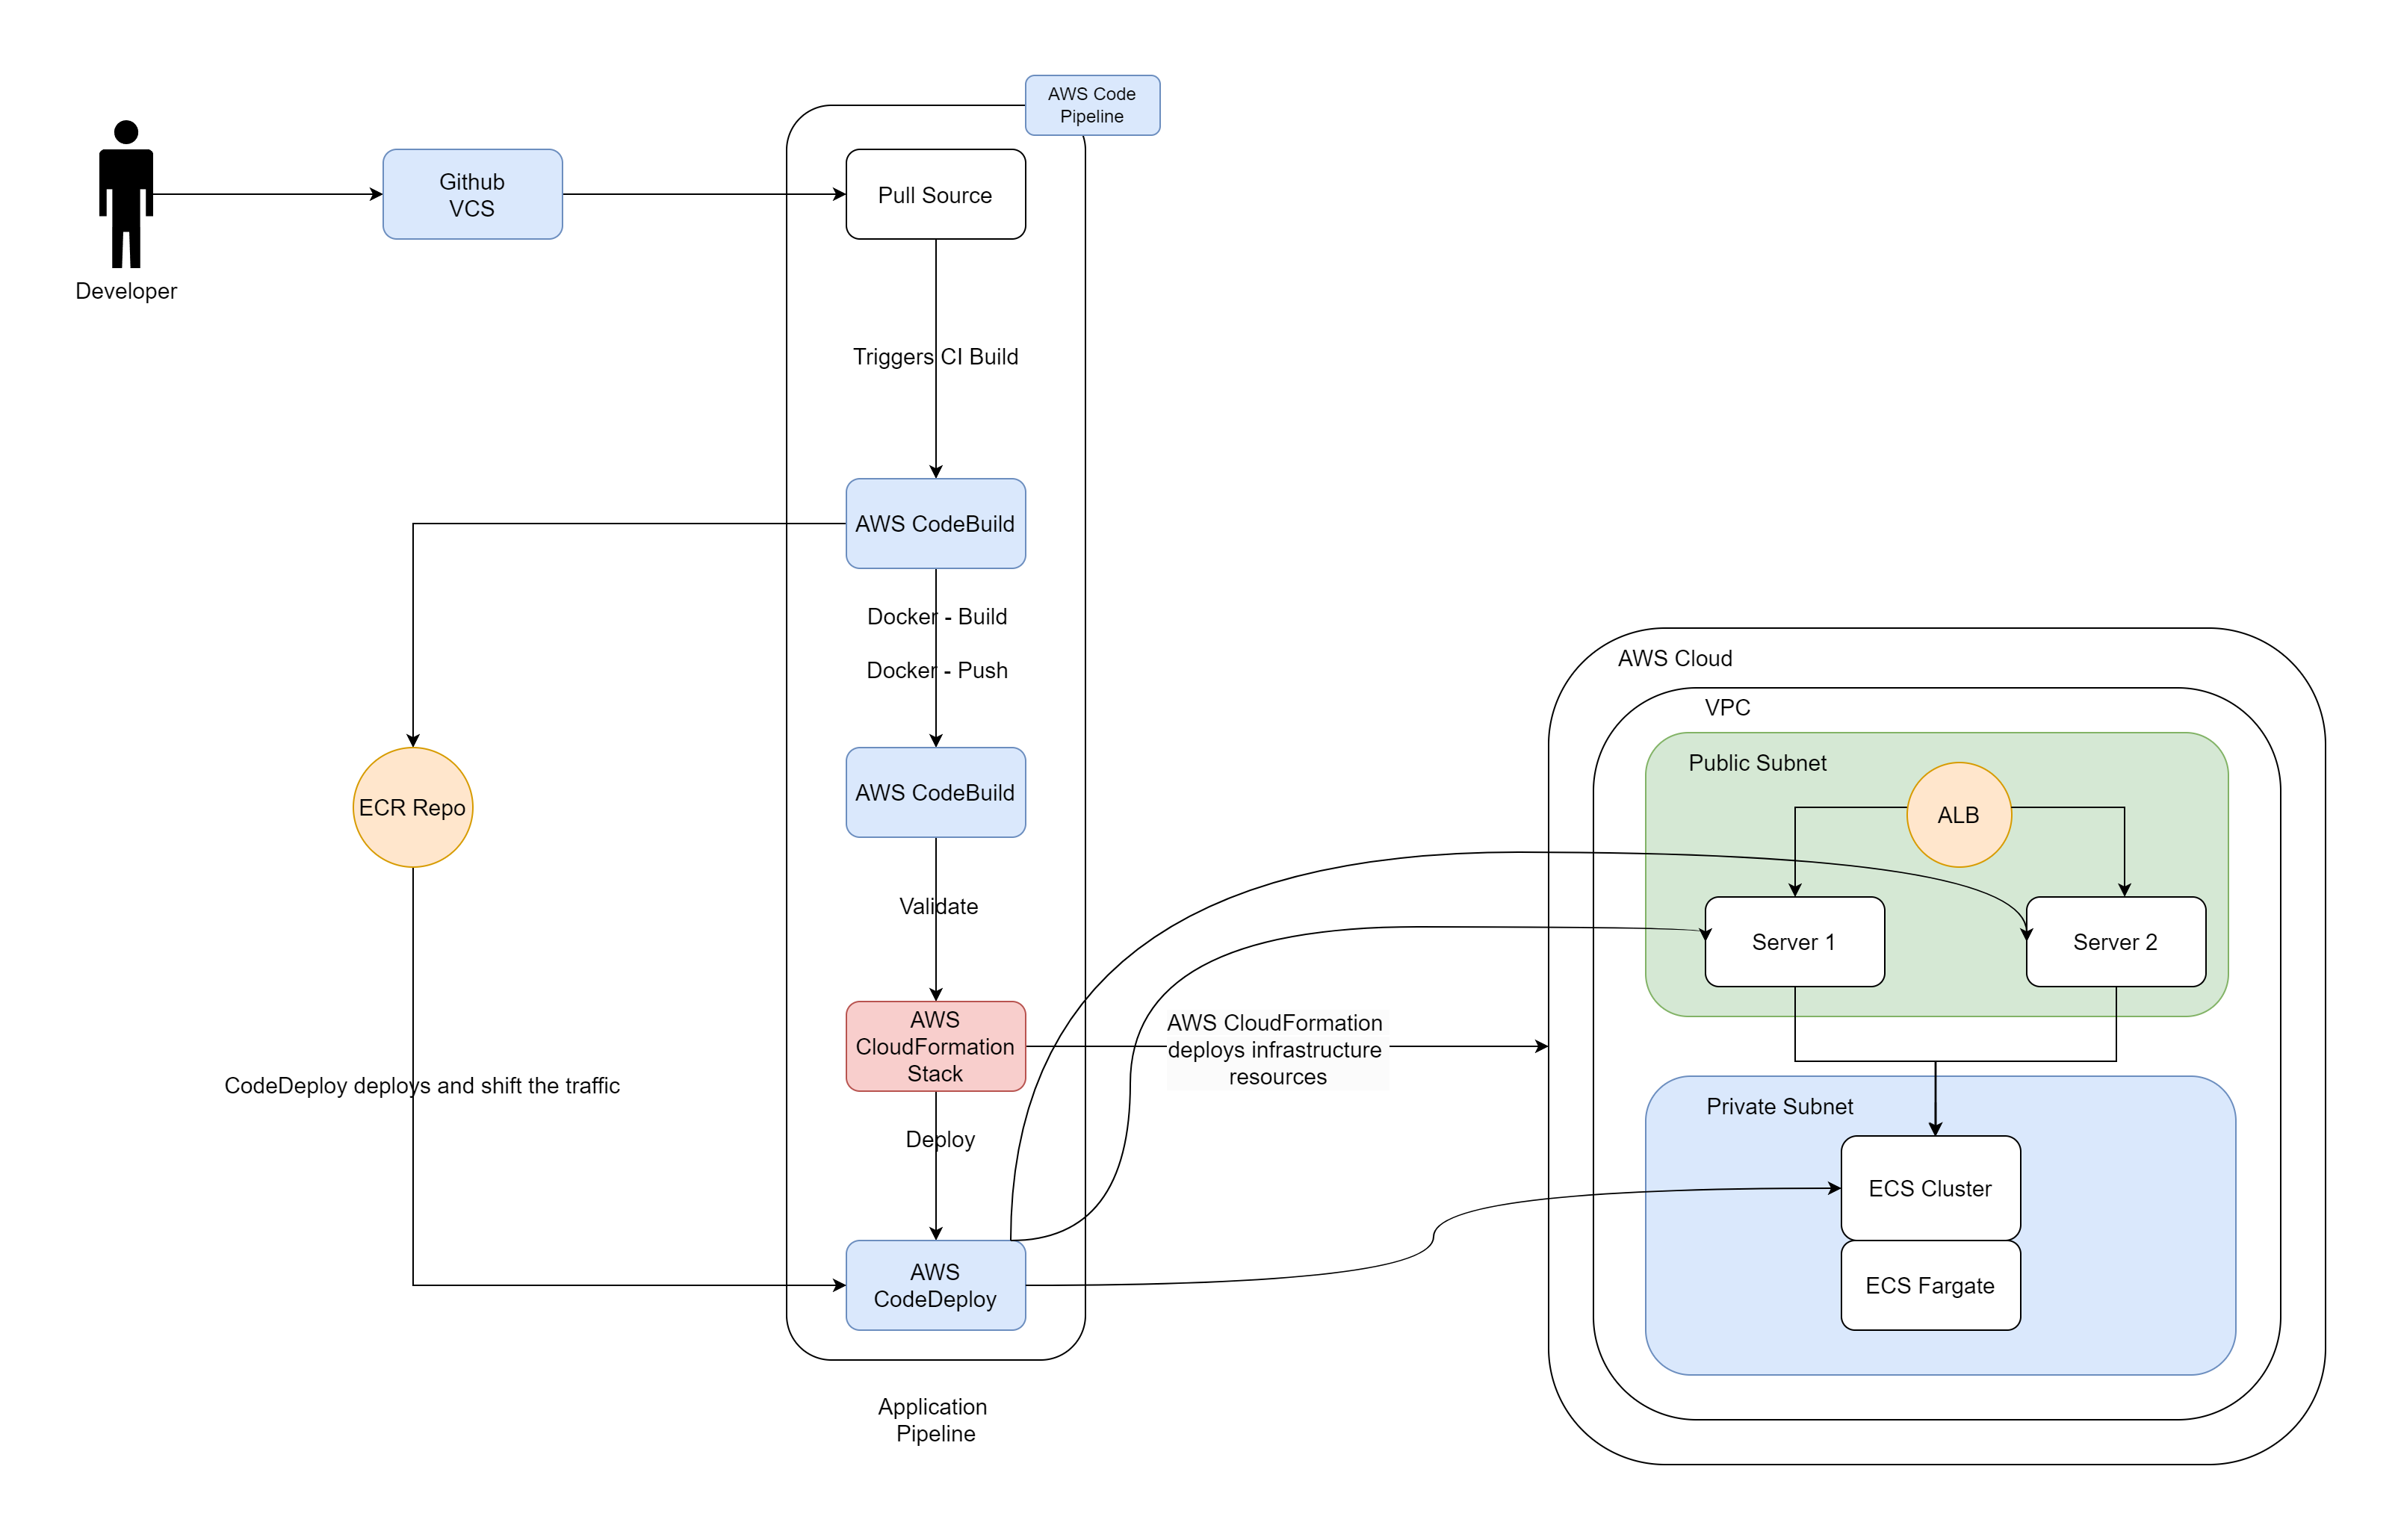 AWS Code
Pipeline
Developer
Github
VCS
Pull Source
Triggers CI Build
AWS CodeBuild
Docker - Build
Docker - Push
AWS CodeBuild
ECR Repo
Validate
AWS
CloudFormation
Stack
AWS CloudFormation
deploys infrastructure
resources
CodeDeploy deploys and shift the traffic
Deploy
AWS
CodeDeploy
Application
Pipeline
AWS Cloud
VPC
Public Subnet
ALB
Server 1
Server 2
Private Subnet
ECS Cluster
ECS Fargate